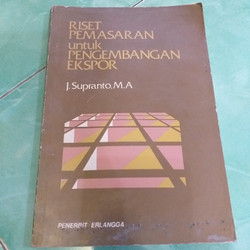 RISET
PEMASARAN
untuk
PENGEMBANGAN
EKSPOR
J. Supranto, M.A
PENERBIT ERLANGGA